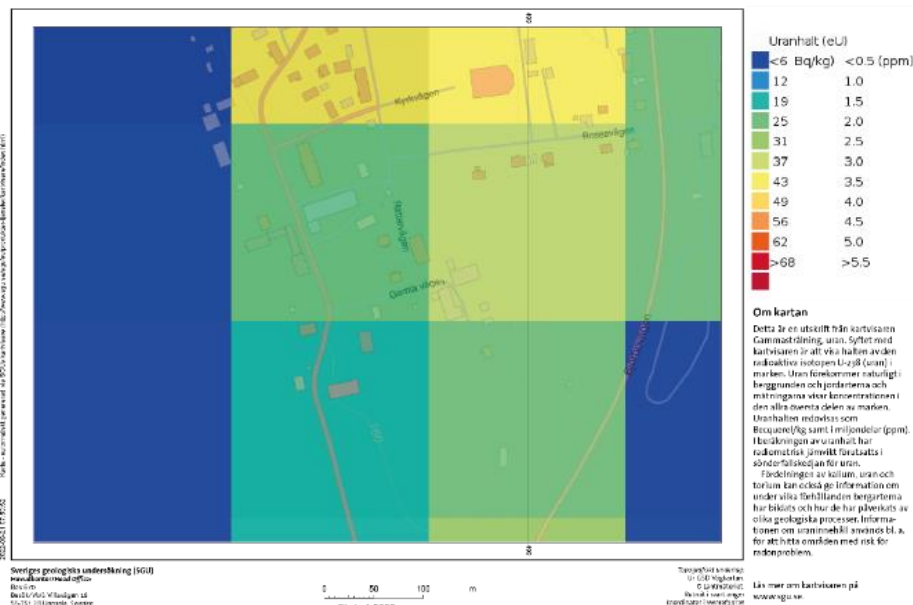 400
Uranhalt (eU)
<6 Bq/kg) <0.5 (ppm)
12 1.0
19 1.5
25 2.0
31 2.5
37 3.0
43 3.5
49 4.0
56 4.5
62 5.0
>68 >5.5
Kyrkvägen
Gamla vägen
160
400
Om kartan
Detta är en utskrift från kartvisaren
Gammastrålning, uran. Syftet med
kartvisaren är att visa halten av den
radioaktiva isotopen U-238 (uran) i
marken. Uran förekommer naturligt i
berggrunden och jordarterna och
mätningarna visar koncentrationen i
den allra översta delen av marken.
Uranhalten redovisas som
Becquerel/kg samt i miljondelar (ppm).
I beräkningen av uranhalt har
radiometrisk jämvikt förutsatts i
sönderfallskedjan för uran.
Fördelningen av kalium, uran och
torium kan också ge information om
under vilka förhållanden bergarterna
har bildats och hur de har påverkats av
olika geologiska processer. Informa-
tionen om uraninnehåll används bl. a.
för att hitta områden med risk för
radonproblem.
Läs mer om kartvisaren på
www.sgu.se
Sveriges geologiska undersökning (SGU)
Huvudkontor/Head Office:
0 50 100 m